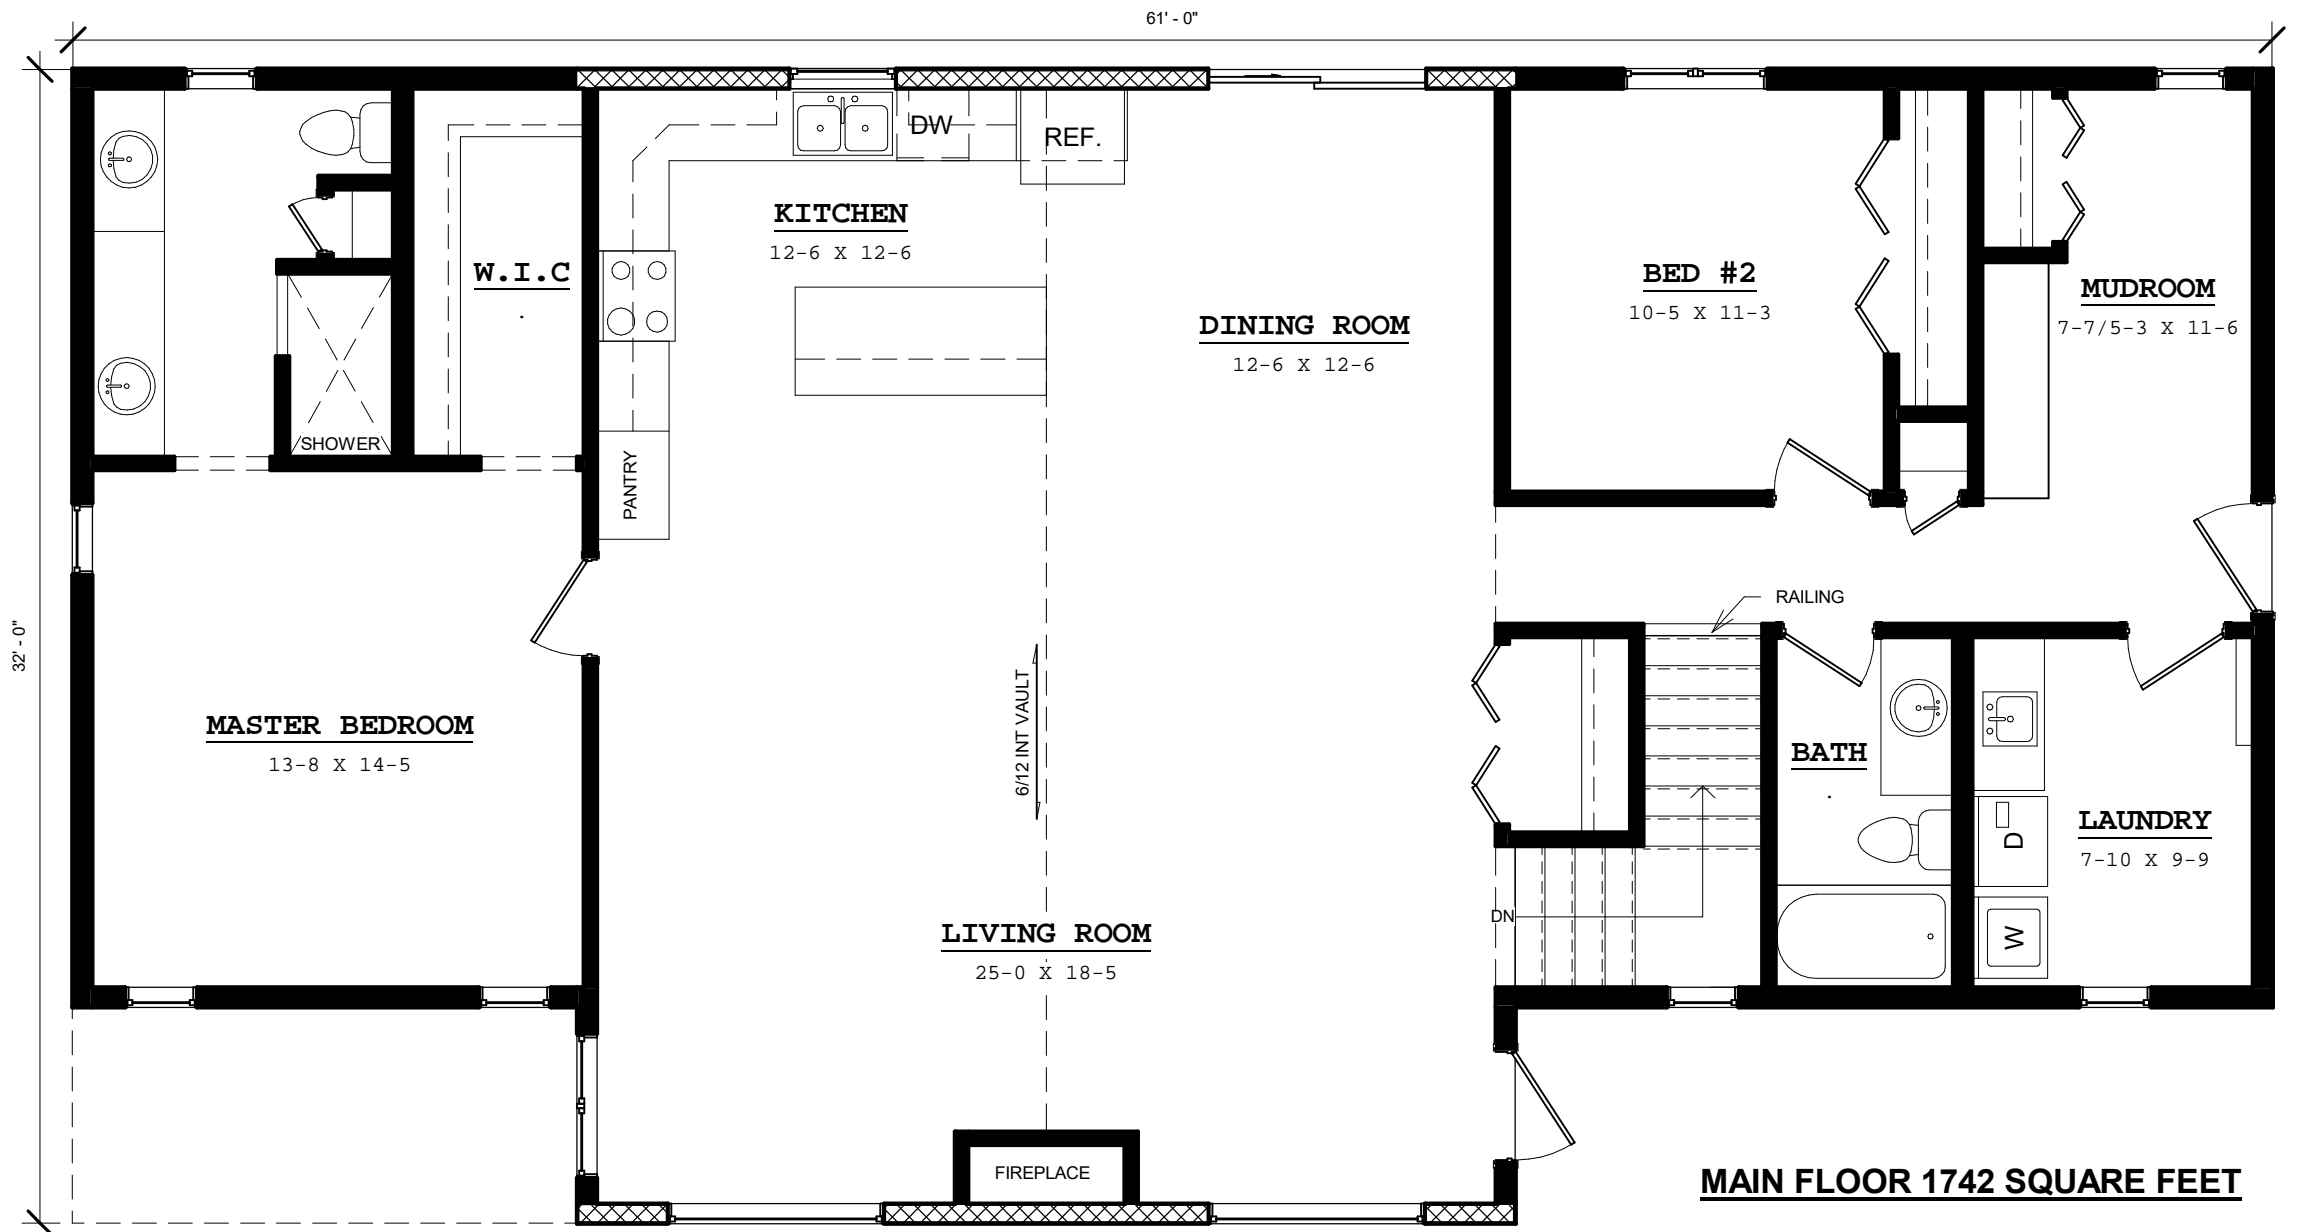 61' - 0"
DW
REF.
KITCHEN
12-6 X 12-6
W.I.C
BED #2
10-5 X 11-3
MUDROOM
7-7/5-3 X 11-6
DINING ROOM
12-6 X 12-6
SHOWER
PANTRY
RAILING
32' - 0"
MASTER BEDROOM
13-8 X 14-5
6/12 INT VAULT
BATH
LAUNDRY
7-10 X 9-9
D
W
DN
LIVING ROOM
25-0 X 18-5
FIREPLACE
MAIN FLOOR 1742 SQUARE FEET